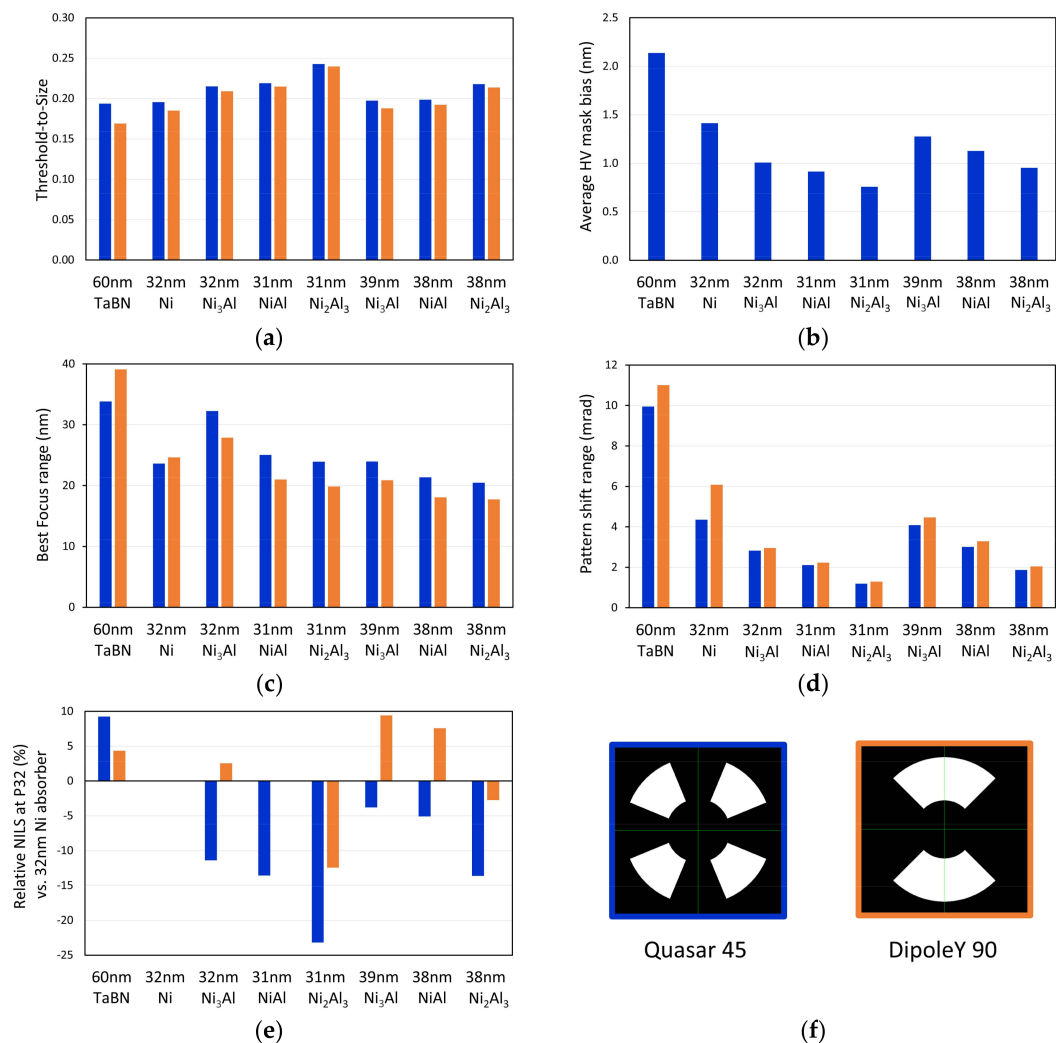 Threshold-to-Size
0.30
0.25
0.20
0.15
0.10
0.05
0.00
60nm 32nm 32nm 31nm 31nm 39nm 38nm 38nm
TaBN Ni Ni₃Al NiAl Ni₂Al₃ Ni₃Al NiAl Ni₂Al₃
(a)
Average HV mask bias (nm)
2.5
2.0
1.5
1.0
0.5
0.0
60nm 32nm 32nm 31nm 31nm 39nm 38nm 38nm
TaBN Ni Ni₃Al NiAl Ni₂Al₃ Ni₃Al NiAl Ni₂Al₃
(b)
Best Focus range (nm)
40
30
20
10
0
60nm 32nm 32nm 31nm 31nm 39nm 38nm 38nm
TaBN Ni Ni₃Al NiAl Ni₂Al₃ Ni₃Al NiAl Ni₂Al₃
(c)
Pattern shift range (mrad)
12
10
8
6
4
2
0
60nm 32nm 32nm 31nm 31nm 39nm 38nm 38nm
TaBN Ni Ni₃Al NiAl Ni₂Al₃ Ni₃Al NiAl Ni₂Al₃
(d)
Relative NILS at P32 (%)
vs. 32nm Ni absorber
10
5
0
-5
-10
-15
-20
-25
60nm 32nm 32nm 31nm 31nm 39nm 38nm 38nm
TaBN Ni Ni₃Al NiAl Ni₂Al₃ Ni₃Al NiAl Ni₂Al₃
(e)
Quasar 45 DipoleY 90
(f)